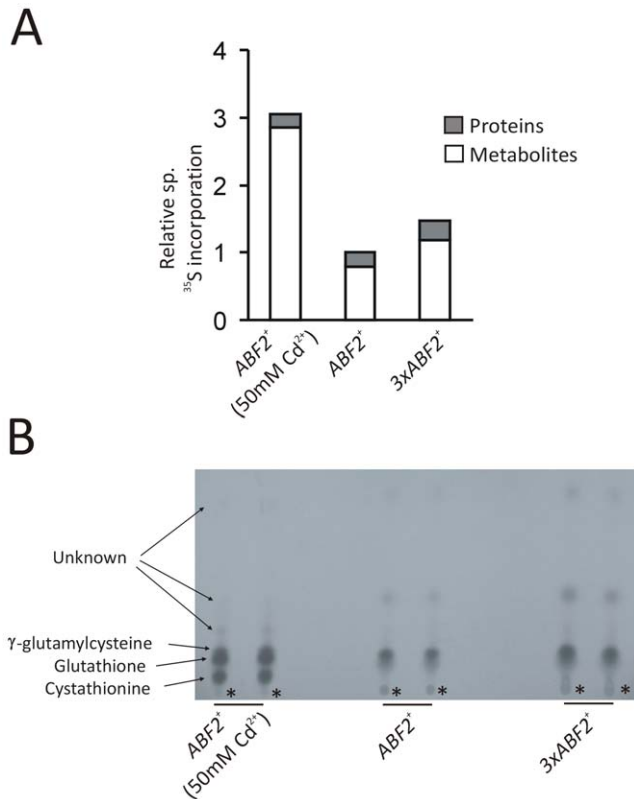 A
Relative sp.
³⁵S incorporation
4
3
2
1
0
Proteins
Metabolites
ABF2⁺
(50mM Cd²⁺)
ABF2⁺
3xABF2⁺
B
Unknown
γ-glutamylcysteine
Glutathione
Cystathionine
* * * * * *
ABF2⁺
(50mM Cd²⁺)
ABF2⁺
3xABF2⁺